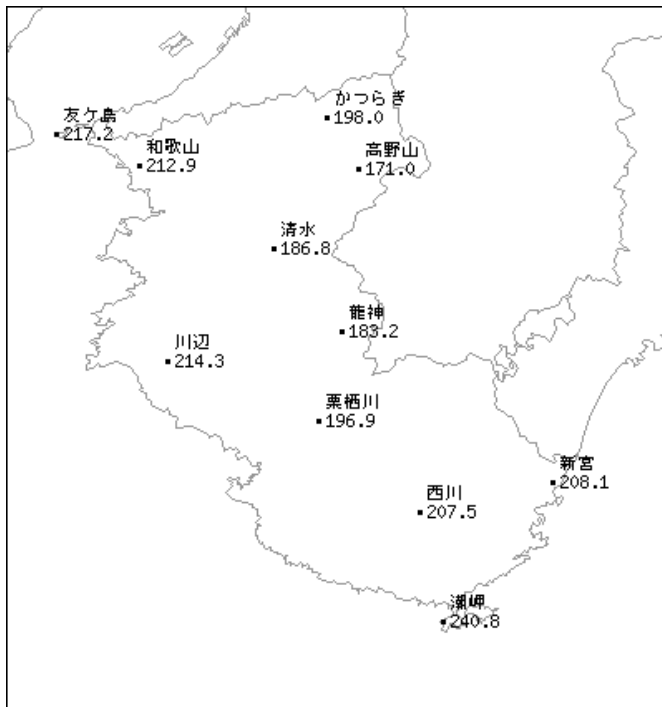 かつらぎ
198.0
友ケ島
217.2
和歌山
212.9
高野山
171.0
清水
186.8
龍神
183.2
川辺
214.3
栗栖川
196.9
新宮
208.1
西川
207.5
潮岬
240.8